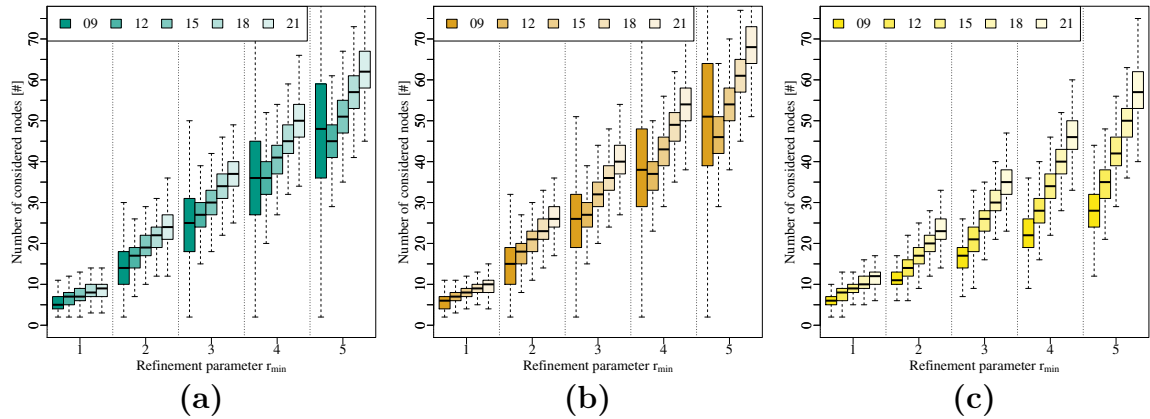 09 12 15 18 21
Number of considered nodes [#]
0 10 20 30 40 50 60 70
1 2 3 4 5
Refinement parameter r_min
(a)
09 12 15 18 21
Number of considered nodes [#]
0 10 20 30 40 50 60 70
1 2 3 4 5
Refinement parameter r_min
(b)
09 12 15 18 21
Number of considered nodes [#]
0 10 20 30 40 50 60 70
1 2 3 4 5
Refinement parameter r_min
(c)